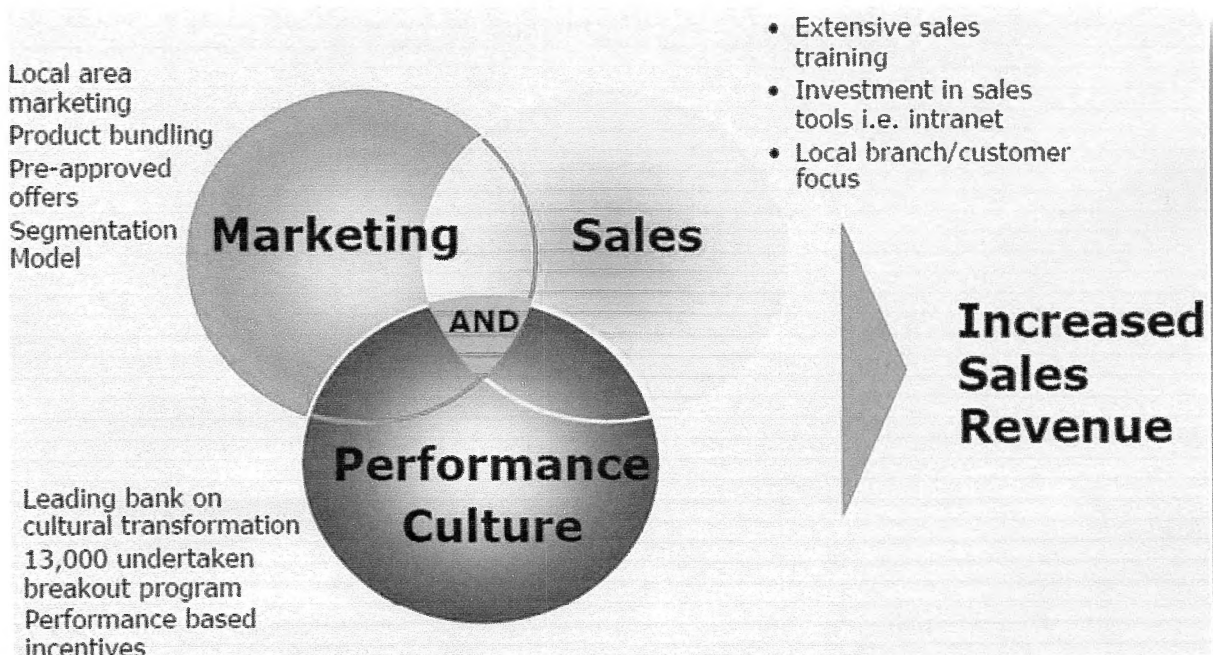 Local area
marketing
Product bundling
Pre-approved
offers
Segmentation
Model
Marketing
Sales
AND
Performance
Culture
• Extensive sales
training
• Investment in sales
tools i.e. intranet
• Local branch/customer
focus
Increased
Sales
Revenue
Leading bank on
cultural transformation
13,000 undertaken
breakout program
Performance based
incentives